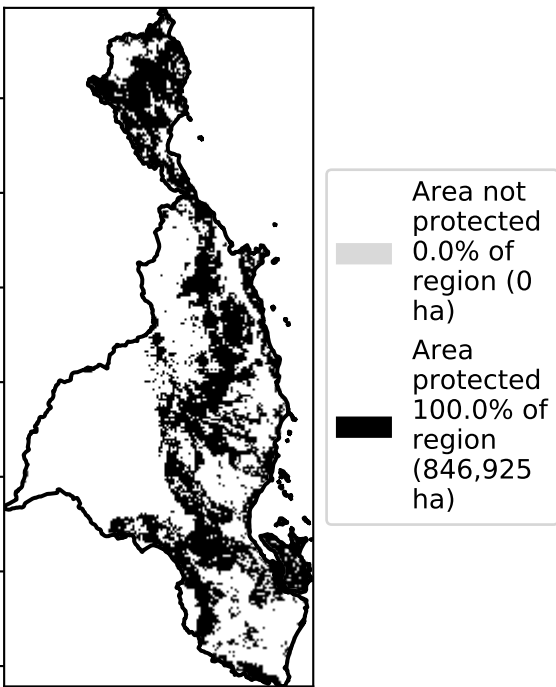 Area not
protected
0.0% of
region (0
ha)
Area
protected
100.0% of
region
(846,925
ha)